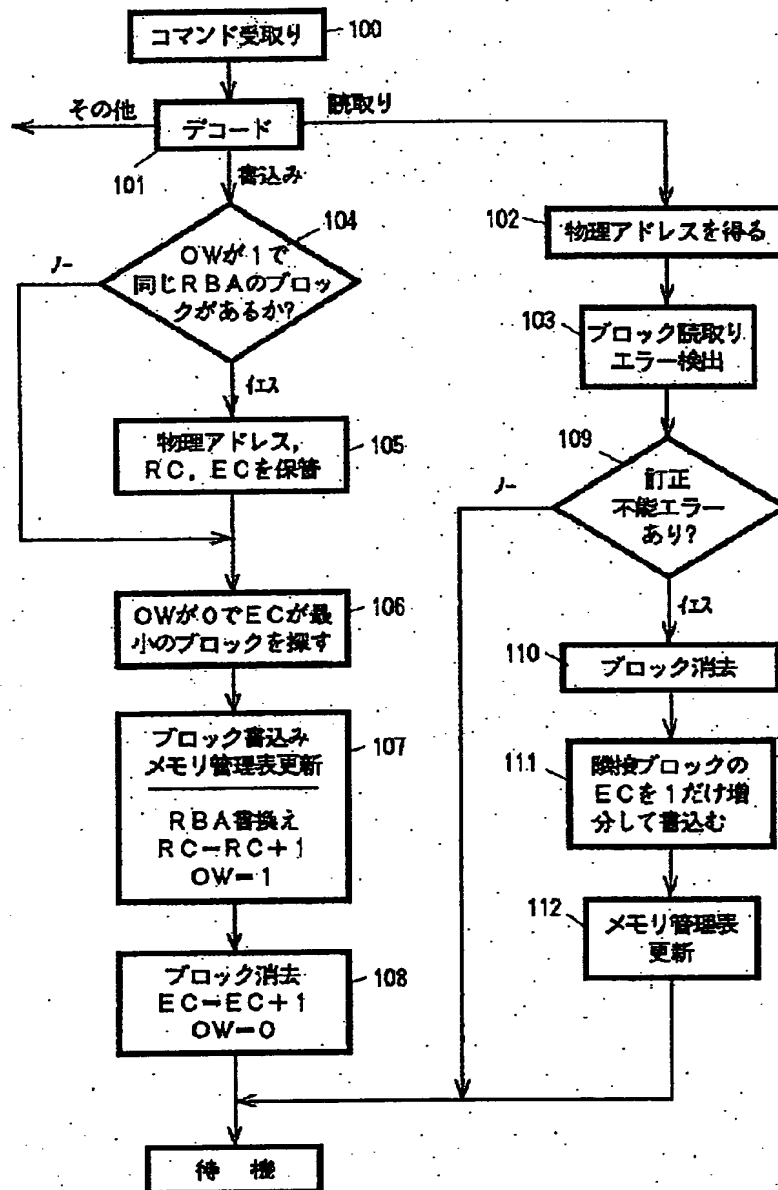 コマンド受取り
100
その他
デコード
読取り
101
書込み
104
OWが1で
同じRBAのブロッ
クがあるか?
ノー
イエス
物理アドレス,
RC, ECを保管
105
OWが0でECが最
小のブロックを探す
106
ブロック書込み
メモリ管理表更新
107
RBA書換え
RC=RC+1
OW=1
ブロック消去
EC=EC+1
OW=0
108
待 機
102
物理アドレスを得る
103
ブロック読取り
エラー検出
109
訂正
不能エラー
あり?
ノー
イエス
110
ブロック消去
111
隣接ブロックの
ECを1だけ増
分して書込む
112
メモリ管理表
更新